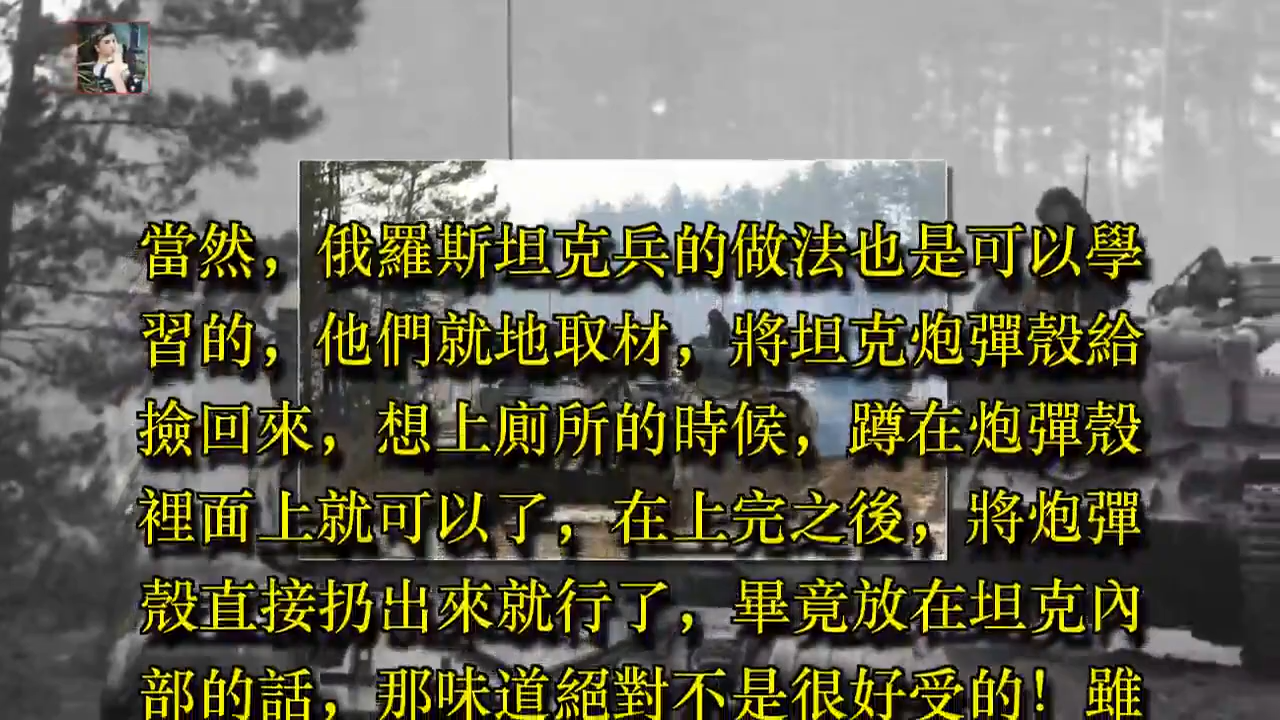 當然，俄羅斯坦克兵的做法也是可以學
習的，他們就地取材，將坦克炮彈殼給
撿回來，想上廁所的時候，蹲在炮彈殼
裡面上就可以了，在上完之後，將炮彈
殼直接扔出來就行了，畢竟放在坦克內
部的話，那味道絕對不是很好受的！雖